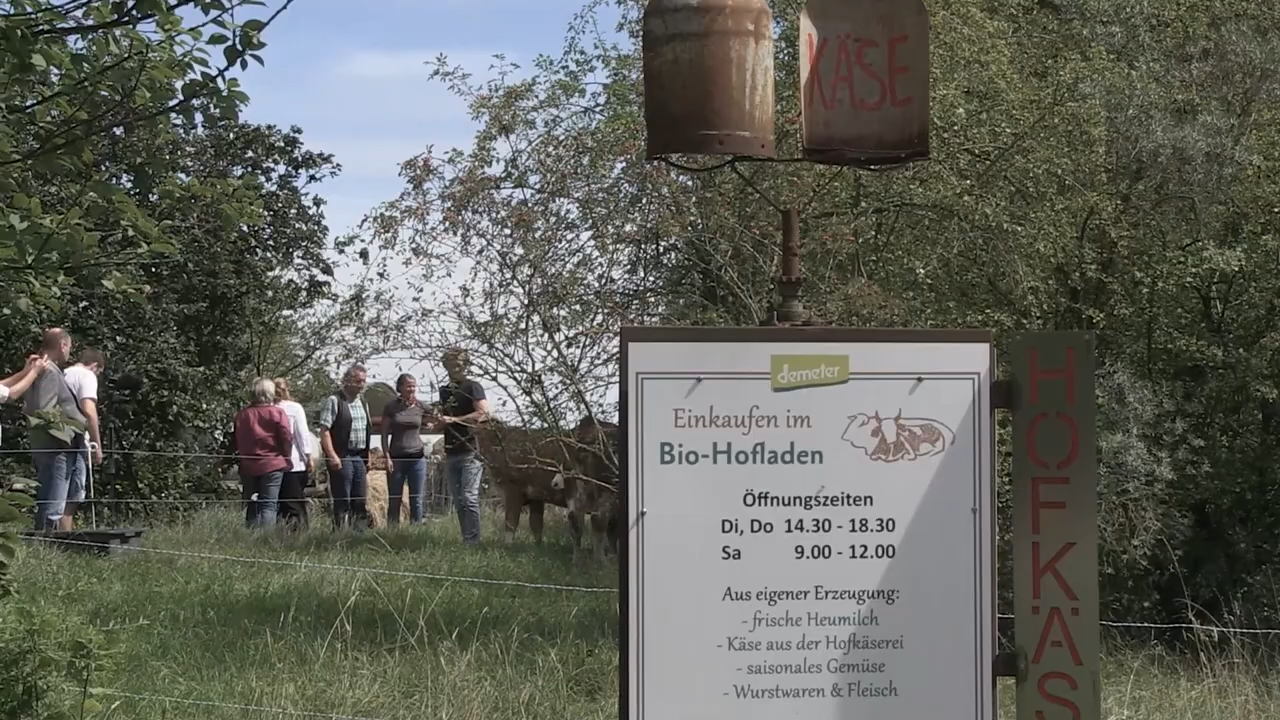 KÄSE
demeter
Einkaufen im
Bio-Hofladen
Öffnungszeiten
Di, Do 14.30 - 18.30
Sa 9.00 - 12.00
Aus eigener Erzeugung:
- frische Heumilch
- Käse aus der Hofkäserei
- saisonales Gemüse
- Wurstwaren & Fleisch
HOFKÄS